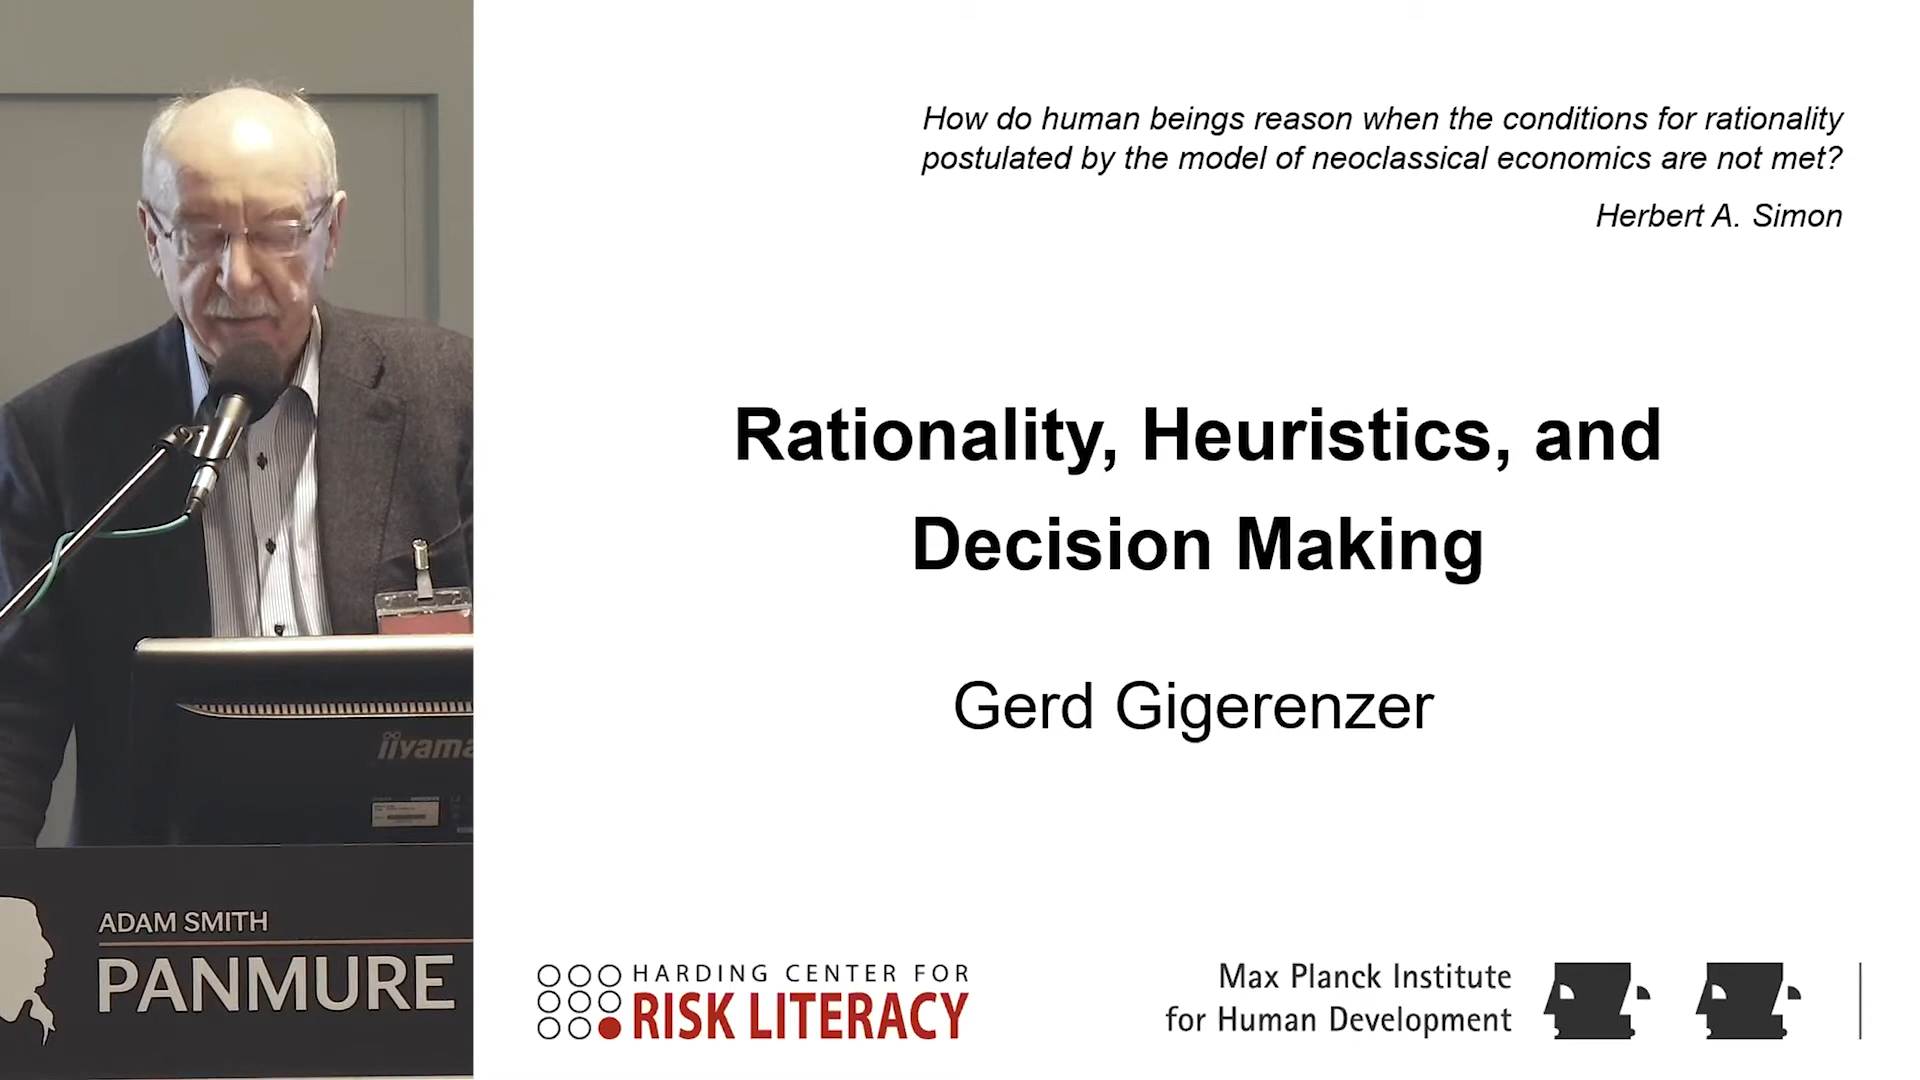 How do human beings reason when the conditions for rationality
postulated by the model of neoclassical economics are not met?
Herbert A. Simon
Rationality, Heuristics, and
Decision Making
Gerd Gigerenzer
iiyama
ADAM SMITH
PANMURE
HARDING CENTER FOR
RISK LITERACY
Max Planck Institute
for Human Development